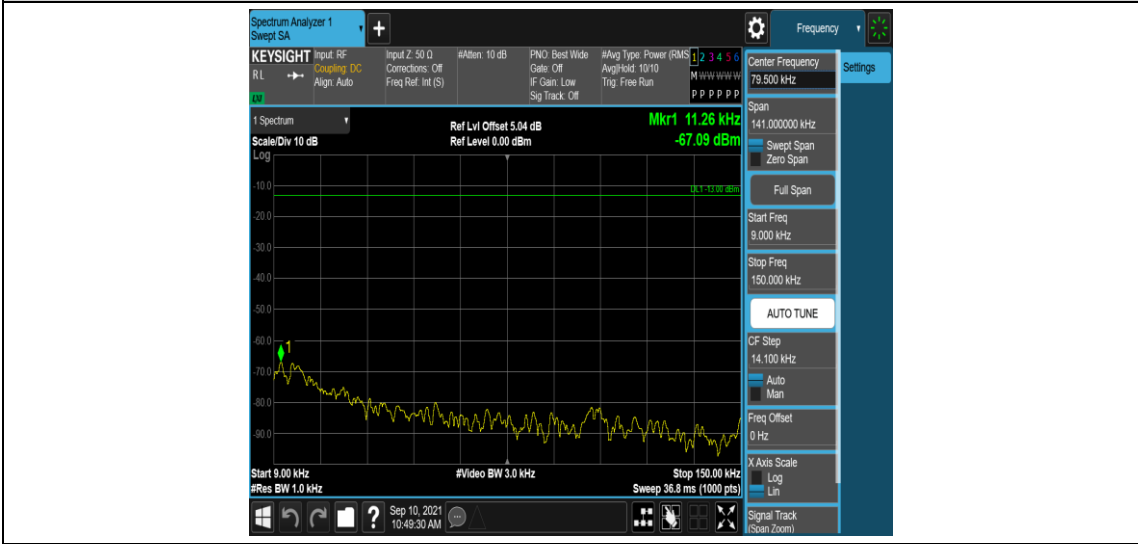 Spectrum Analyzer 1
Swept SA
+
Frequency
KEYSIGHT
RL
LXI
Input: RF
Coupling: DC
Align: Auto
Input Z: 50 Ω
Corrections: Off
Freq Ref: Int (S)
#Atten: 10 dB
PNO: Best Wide
Gate: Off
IF Gain: Low
Sig Track: Off
#Avg Type: Power (RMS
Avg|Hold: 10/10
Trig: Free Run
1 2 3 4 5 6
M W W W W W
P P P P P P
1 Spectrum
Scale/Div 10 dB
Log
Ref Lvl Offset 5.04 dB
Ref Level 0.00 dBm
Mkr1 11.26 kHz
-67.09 dBm
DL1 -13.00 dBm
-10.0
-20.0
-30.0
-40.0
-50.0
-60.0
-70.0
-80.0
-90.0
1
Start 9.00 kHz
#Res BW 1.0 kHz
#Video BW 3.0 kHz
Stop 150.00 kHz
Sweep 36.8 ms (1000 pts)
Center Frequency
79.500 kHz
Span
141.000000 kHz
Swept Span
Zero Span
Full Span
Start Freq
9.000 kHz
Stop Freq
150.000 kHz
AUTO TUNE
CF Step
14.100 kHz
Auto
Man
Freq Offset
0 Hz
X Axis Scale
Log
Lin
Signal Track
(Span Zoom)
Settings
?
Sep 10, 2021
10:49:30 AM